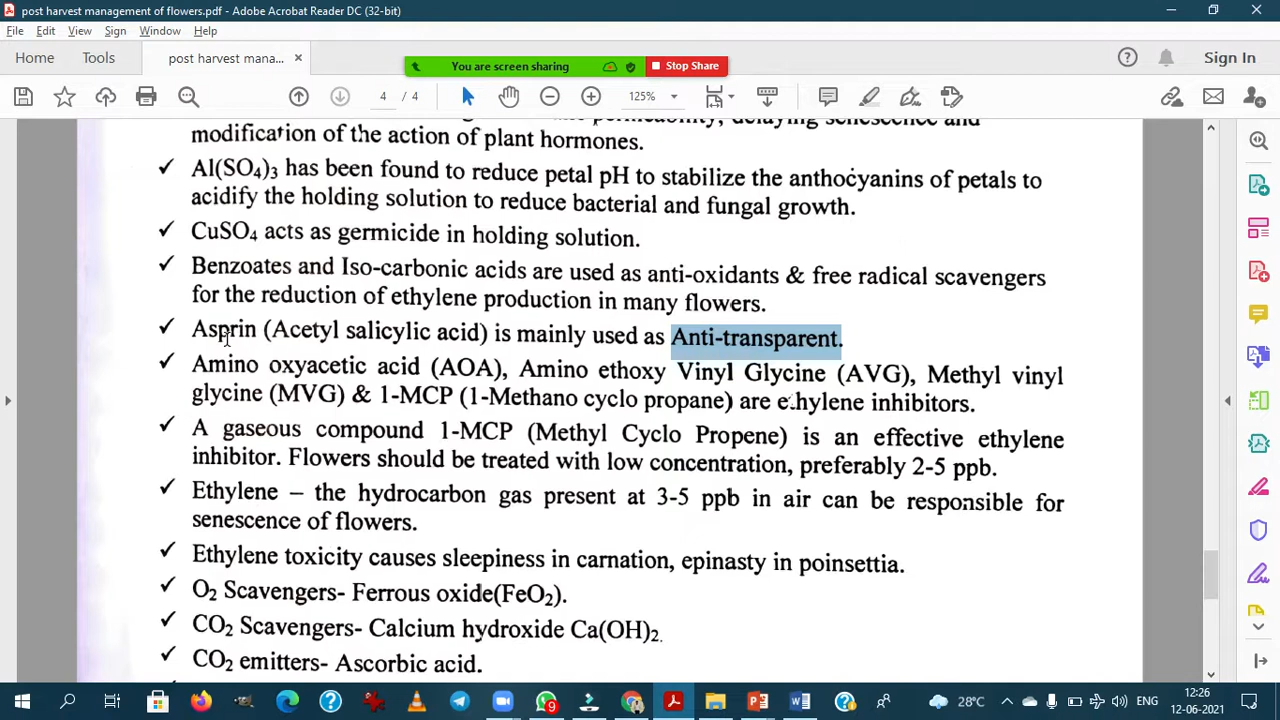 post harvest management of flowers.pdf - Adobe Acrobat Reader DC (32-bit)
File Edit View Sign Window Help
Home Tools post harvest mana... × Sign In
You are screen sharing Stop Share
4 / 4 125%
modification of the action of plant hormones.
permeability, delaying senescence and
✓ Al(SO4)3 has been found to reduce petal pH to stabilize the anthocyanins of petals to
acidify the holding solution to reduce bacterial and fungal growth.
✓ CuSO4 acts as germicide in holding solution.
✓ Benzoates and Iso-carbonic acids are used as anti-oxidants & free radical scavengers
for the reduction of ethylene production in many flowers.
✓ Asprin (Acetyl salicylic acid) is mainly used as Anti-transparent.
✓ Amino oxyacetic acid (AOA), Amino ethoxy Vinyl Glycine (AVG), Methyl vinyl
glycine (MVG) & 1-MCP (1-Methano cyclo propane) are ethylene inhibitors.
✓ A gaseous compound 1-MCP (Methyl Cyclo Propene) is an effective ethylene
inhibitor. Flowers should be treated with low concentration, preferably 2-5 ppb.
✓ Ethylene – the hydrocarbon gas present at 3-5 ppb in air can be responsible for
senescence of flowers.
✓ Ethylene toxicity causes sleepiness in carnation, epinasty in poinsettia.
✓ O2 Scavengers- Ferrous oxide(FeO2).
✓ CO2 Scavengers- Calcium hydroxide Ca(OH)2.
✓ CO2 emitters- Ascorbic acid.
9 28°C ENG 12:26
12-06-2021